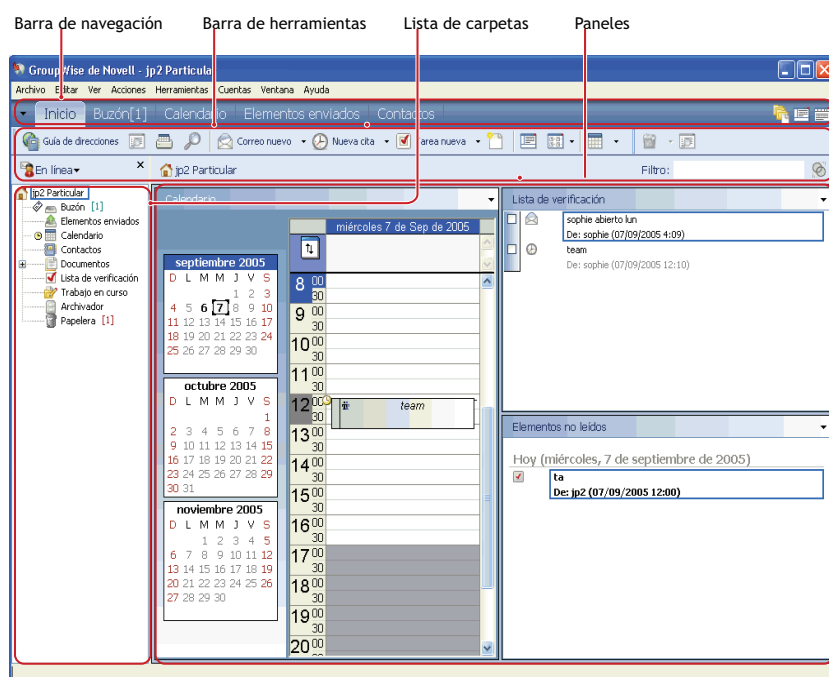 Barra de navegación Barra de herramientas Lista de carpetas Paneles
GroupWise de Novell - jp2 Particular
Archivo Editar Ver Acciones Herramientas Cuentas Ventana Ayuda
Inicio Buzón[1] Calendario Elementos enviados Contactos
Guía de direcciones Correo nuevo Nueva cita area nueva
En línea jp2 Particular Filtro:
jp2 Particular
Buzón [1]
Elementos enviados
Calendario
Contactos
Documentos
Lista de verificación
Trabajo en curso
Archivador
Papelera [1]
Calendario
septiembre 2005
D L M M J V S
1 2 3
4 5 6 7 8 9 10
11 12 13 14 15 16 17
18 19 20 21 22 23 24
25 26 27 28 29 30
octubre 2005
D L M M J V S
1
2 3 4 5 6 7 8
9 10 11 12 13 14 15
16 17 18 19 20 21 22
23 24 25 26 27 28 29
30 31
noviembre 2005
D L M M J V S
1 2 3 4 5
6 7 8 9 10 11 12
13 14 15 16 17 18 19
20 21 22 23 24 25 26
27 28 29 30
miércoles 7 de Sep de 2005
8 00
30
9 00
30
10 00
30
11 00
30
12 00 team
30
13 00
30
14 00
30
15 00
30
16 00
30
17 00
30
18 00
30
19 00
30
20 00
Lista de verificación
sophie abierto lun
De: sophie (07/09/2005 4:09)
team
De: sophie (07/09/2005 12:10)
Elementos no leídos
Hoy (miércoles, 7 de septiembre de 2005)
ta
De: jp2 (07/09/2005 12:00)